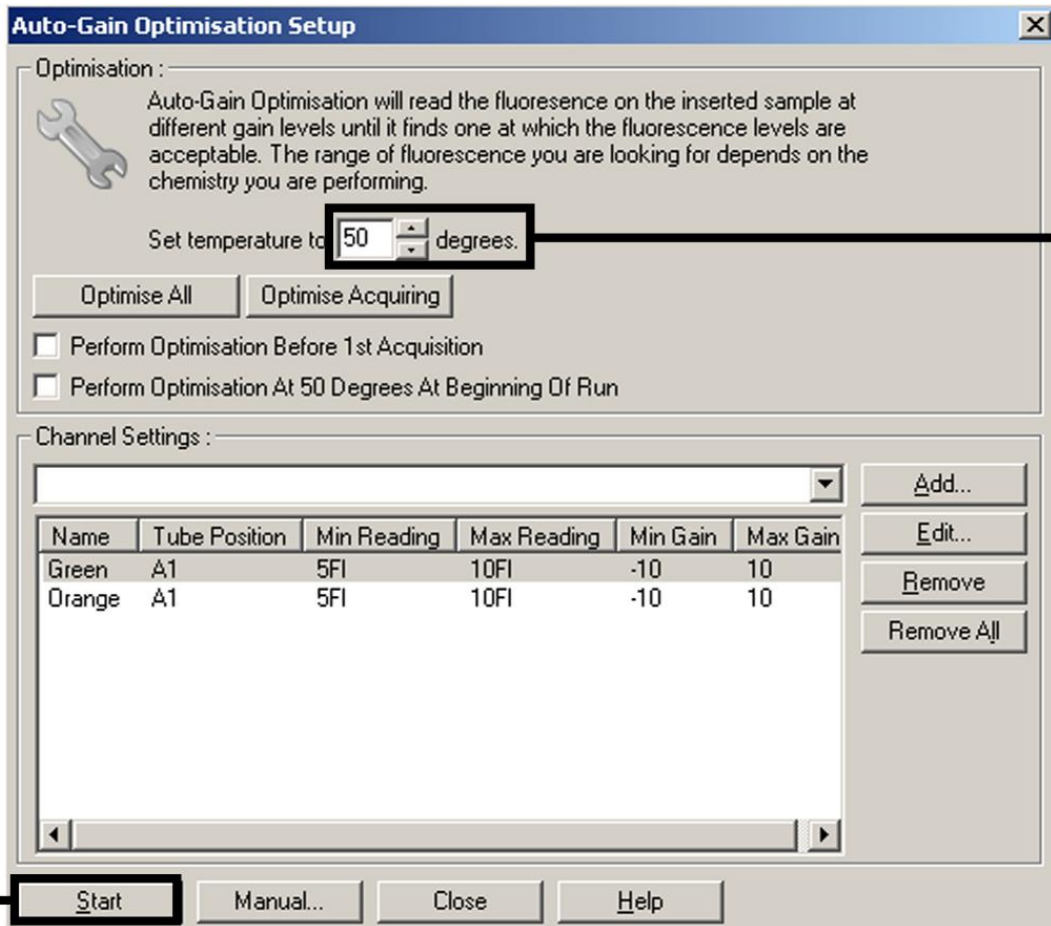 Auto-Gain Optimisation Setup
Optimisation :
Auto-Gain Optimisation will read the fluoresence on the inserted sample at
different gain levels until it finds one at which the fluorescence levels are
acceptable. The range of fluorescence you are looking for depends on the
chemistry you are performing.
Set temperature to 50 degrees.
Optimise All Optimise Acquiring
Perform Optimisation Before 1st Acquisition
Perform Optimisation At 50 Degrees At Beginning Of Run
Channel Settings :
Add...
Name Tube Position Min Reading Max Reading Min Gain Max Gain
Edit...
Green A1 5Fl 10Fl -10 10
Remove
Orange A1 5Fl 10Fl -10 10
Remove All
Start Manual... Close Help